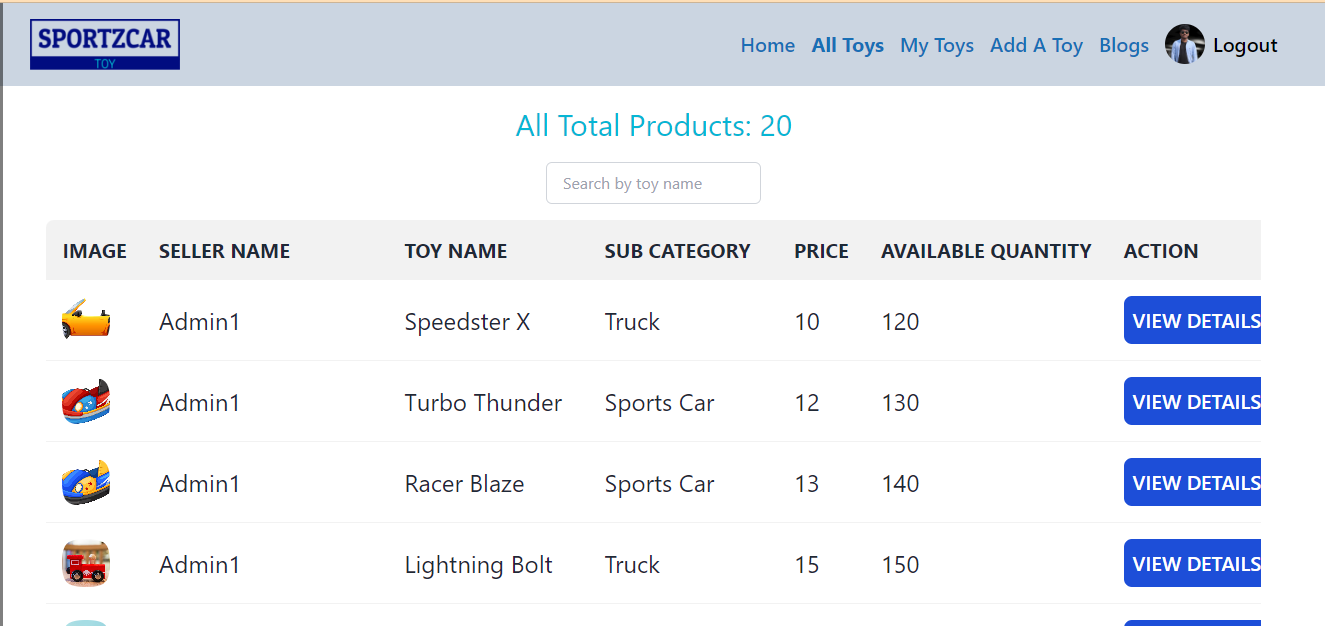 SPORTZCAR
TOY
Home All Toys My Toys Add A Toy Blogs Logout
All Total Products: 20
Search by toy name
IMAGE SELLER NAME TOY NAME SUB CATEGORY PRICE AVAILABLE QUANTITY ACTION
Admin1 Speedster X Truck 10 120 VIEW DETAILS
Admin1 Turbo Thunder Sports Car 12 130 VIEW DETAILS
Admin1 Racer Blaze Sports Car 13 140 VIEW DETAILS
Admin1 Lightning Bolt Truck 15 150 VIEW DETAILS